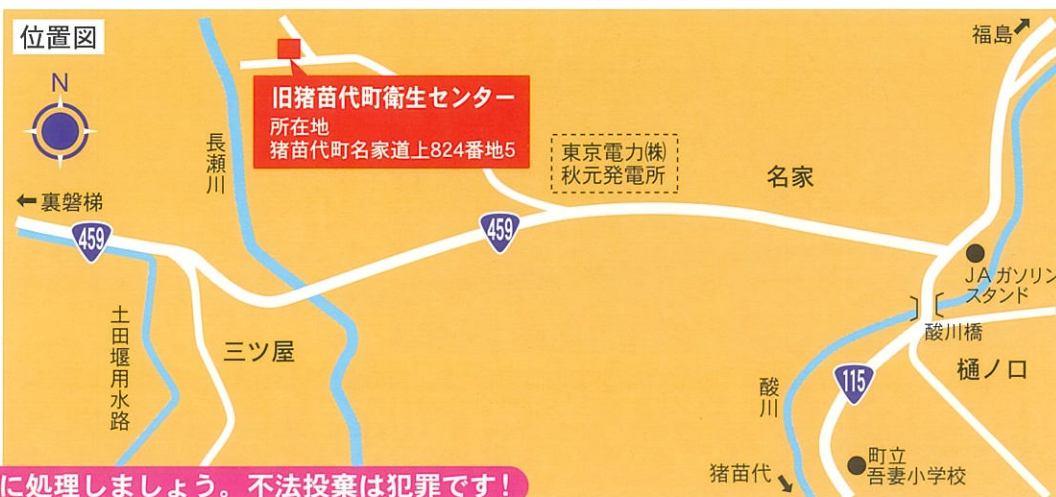 位置図
N
福島
旧猪苗代町衛生センター
所在地
猪苗代町名家道上824番地5
長瀬川
東京電力㈱
秋元発電所
名家
裏磐梯
459
459
JAガソリン
スタンド
酸川橋
土田堰用水路
三ツ屋
樋ノ口
115
酸川
町立
吾妻小学校
猪苗代
に処理しましょう。不法投棄は犯罪です！